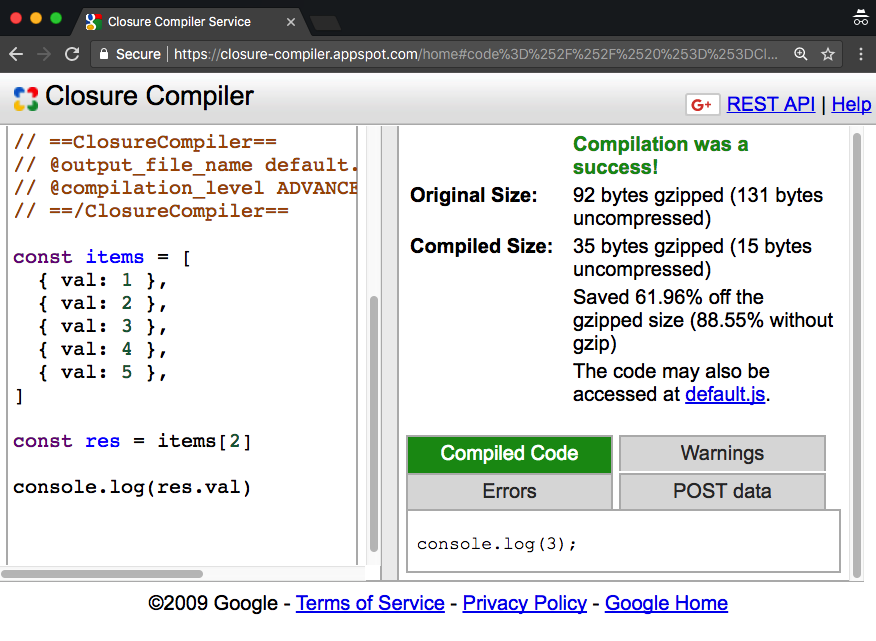 Closure Compiler Service
Secure | https://closure-compiler.appspot.com/home#code%3D%252F%252F%2520%253D%253DCl...
Closure Compiler
G+ REST API | Help
// ==ClosureCompiler==
// @output_file_name default.
// @compilation_level ADVANCE
// ==/ClosureCompiler==
const items = [
{ val: 1 },
{ val: 2 },
{ val: 3 },
{ val: 4 },
{ val: 5 },
]
const res = items[2]
console.log(res.val)
Compilation was a
success!
Original Size: 92 bytes gzipped (131 bytes
uncompressed)
Compiled Size: 35 bytes gzipped (15 bytes
uncompressed)
Saved 61.96% off the
gzipped size (88.55% without
gzip)
The code may also be
accessed at default.js.
Compiled Code Warnings
Errors POST data
console.log(3);
©2009 Google - Terms of Service - Privacy Policy - Google Home